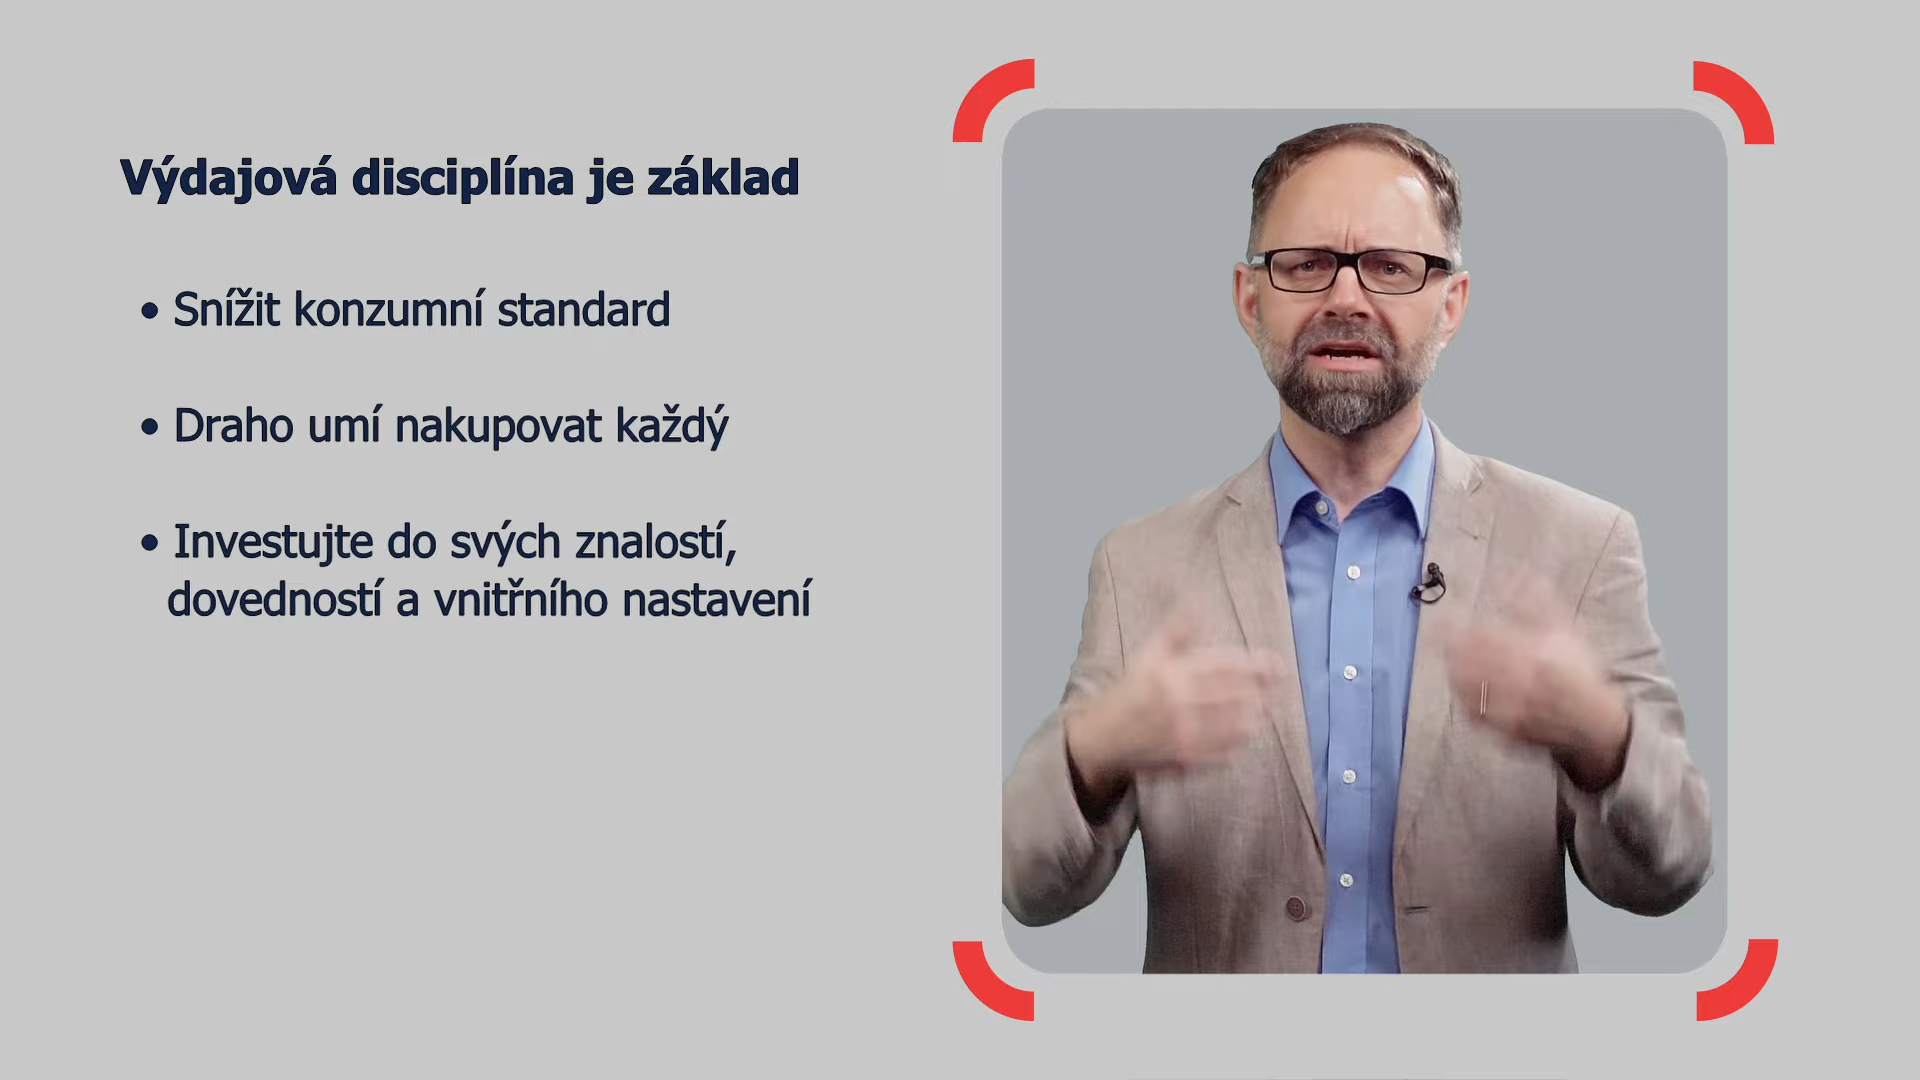 Výdajová disciplína je základ
• Snížit konzumní standard
• Draho umí nakupovat každý
• Investujte do svých znalostí,
dovedností a vnitřního nastavení